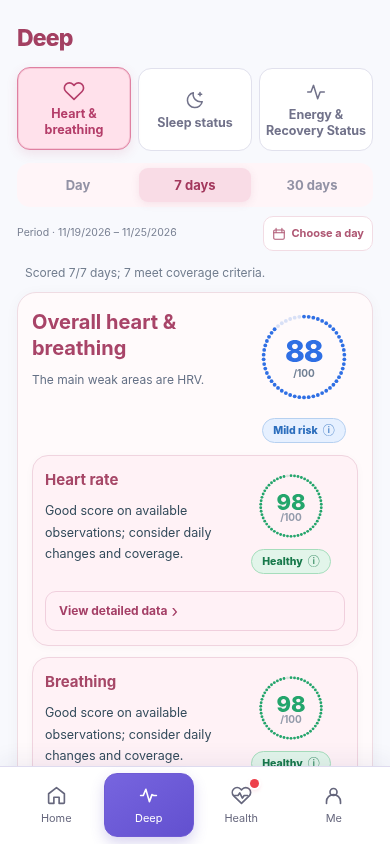 Deep
Heart &
breathing
Sleep status
Energy &
Recovery Status
Day
7 days
30 days
Period · 11/19/2026 – 11/25/2026
Choose a day
Scored 7/7 days; 7 meet coverage criteria.
Overall heart &
breathing
The main weak areas are HRV.
88
/100
Mild risk
Heart rate
Good score on available
observations; consider daily
changes and coverage.
98
/100
Healthy
View detailed data ›
Breathing
Good score on available
observations; consider daily
changes and coverage.
98
/100
Healthy
Home
Deep
Health
Me